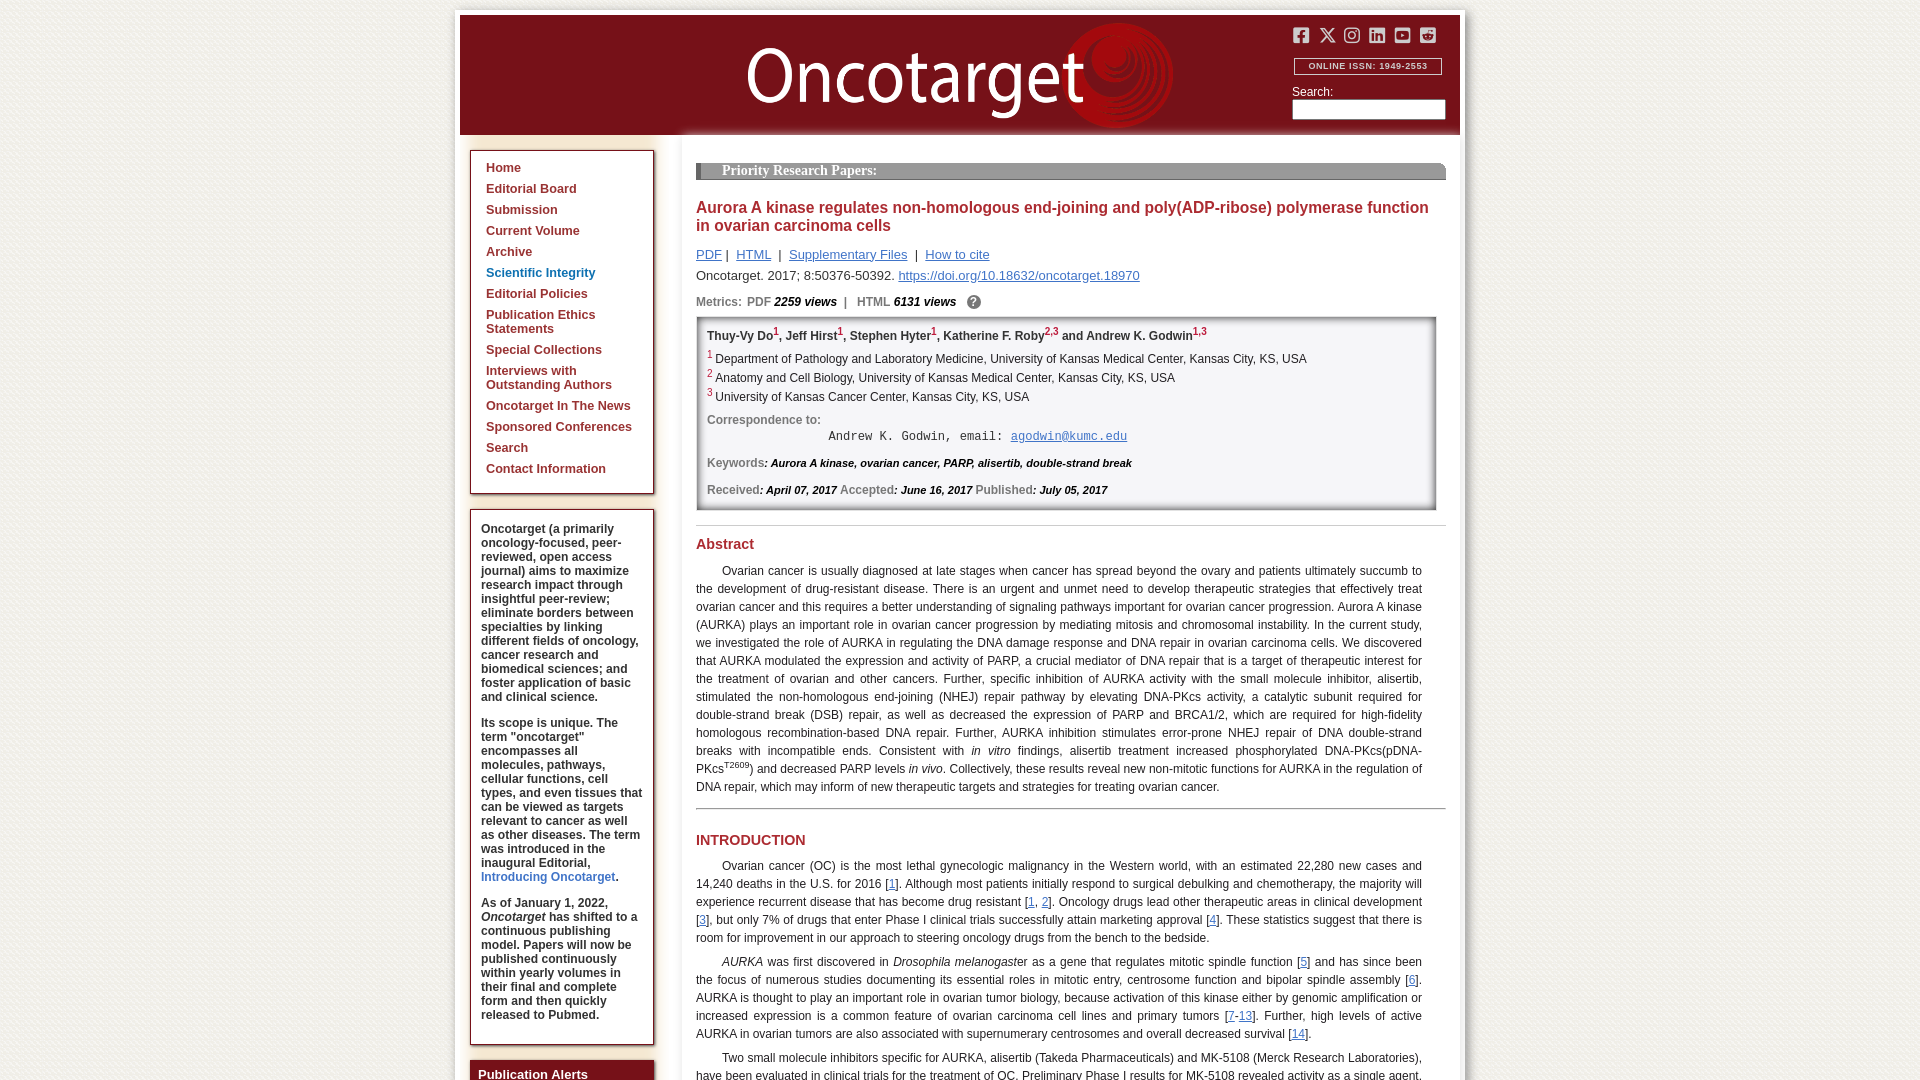 Oncotarget
ONLINE ISSN: 1949-2553
Search:
Home
Editorial Board
Submission
Current Volume
Archive
Scientific Integrity
Editorial Policies
Publication Ethics
Statements
Special Collections
Interviews with
Outstanding Authors
Oncotarget In The News
Sponsored Conferences
Search
Contact Information
Oncotarget (a primarily
oncology-focused, peer-
reviewed, open access
journal) aims to maximize
research impact through
insightful peer-review;
eliminate borders between
specialties by linking
different fields of oncology,
cancer research and
biomedical sciences; and
foster application of basic
and clinical science.
Its scope is unique. The
term "oncotarget"
encompasses all
molecules, pathways,
cellular functions, cell
types, and even tissues that
can be viewed as targets
relevant to cancer as well
as other diseases. The term
was introduced in the
inaugural Editorial,
Introducing Oncotarget.
As of January 1, 2022,
Oncotarget has shifted to a
continuous publishing
model. Papers will now be
published continuously
within yearly volumes in
their final and complete
form and then quickly
released to Pubmed.
Publication Alerts
Priority Research Papers:
Aurora A kinase regulates non-homologous end-joining and poly(ADP-ribose) polymerase function
in ovarian carcinoma cells
PDF | HTML | Supplementary Files | How to cite
Oncotarget. 2017; 8:50376-50392. https://doi.org/10.18632/oncotarget.18970
Metrics: PDF 2259 views | HTML 6131 views ?
Thuy-Vy Do1, Jeff Hirst1, Stephen Hyter1, Katherine F. Roby2,3 and Andrew K. Godwin1,3
1 Department of Pathology and Laboratory Medicine, University of Kansas Medical Center, Kansas City, KS, USA
2 Anatomy and Cell Biology, University of Kansas Medical Center, Kansas City, KS, USA
3 University of Kansas Cancer Center, Kansas City, KS, USA
Correspondence to:
Andrew K. Godwin, email: agodwin@kumc.edu
Keywords: Aurora A kinase, ovarian cancer, PARP, alisertib, double-strand break
Received: April 07, 2017 Accepted: June 16, 2017 Published: July 05, 2017
Abstract
Ovarian cancer is usually diagnosed at late stages when cancer has spread beyond the ovary and patients ultimately succumb to
the development of drug-resistant disease. There is an urgent and unmet need to develop therapeutic strategies that effectively treat
ovarian cancer and this requires a better understanding of signaling pathways important for ovarian cancer progression. Aurora A kinase
(AURKA) plays an important role in ovarian cancer progression by mediating mitosis and chromosomal instability. In the current study,
we investigated the role of AURKA in regulating the DNA damage response and DNA repair in ovarian carcinoma cells. We discovered
that AURKA modulated the expression and activity of PARP, a crucial mediator of DNA repair that is a target of therapeutic interest for
the treatment of ovarian and other cancers. Further, specific inhibition of AURKA activity with the small molecule inhibitor, alisertib,
stimulated the non-homologous end-joining (NHEJ) repair pathway by elevating DNA-PKcs activity, a catalytic subunit required for
double-strand break (DSB) repair, as well as decreased the expression of PARP and BRCA1/2, which are required for high-fidelity
homologous recombination-based DNA repair. Further, AURKA inhibition stimulates error-prone NHEJ repair of DNA double-strand
breaks with incompatible ends. Consistent with in vitro findings, alisertib treatment increased phosphorylated DNA-PKcs(pDNA-
PKcsT2609) and decreased PARP levels in vivo. Collectively, these results reveal new non-mitotic functions for AURKA in the regulation of
DNA repair, which may inform of new therapeutic targets and strategies for treating ovarian cancer.
INTRODUCTION
Ovarian cancer (OC) is the most lethal gynecologic malignancy in the Western world, with an estimated 22,280 new cases and
14,240 deaths in the U.S. for 2016 [1]. Although most patients initially respond to surgical debulking and chemotherapy, the majority will
experience recurrent disease that has become drug resistant [1, 2]. Oncology drugs lead other therapeutic areas in clinical development
[3], but only 7% of drugs that enter Phase I clinical trials successfully attain marketing approval [4]. These statistics suggest that there is
room for improvement in our approach to steering oncology drugs from the bench to the bedside.
AURKA was first discovered in Drosophila melanogaster as a gene that regulates mitotic spindle function [5] and has since been
the focus of numerous studies documenting its essential roles in mitotic entry, centrosome function and bipolar spindle assembly [6].
AURKA is thought to play an important role in ovarian tumor biology, because activation of this kinase either by genomic amplification or
increased expression is a common feature of ovarian carcinoma cell lines and primary tumors [7-13]. Further, high levels of active
AURKA in ovarian tumors are also associated with supernumerary centrosomes and overall decreased survival [14].
Two small molecule inhibitors specific for AURKA, alisertib (Takeda Pharmaceuticals) and MK-5108 (Merck Research Laboratories),
have been evaluated in clinical trials for the treatment of OC. Preliminary Phase I results for MK-5108 revealed activity as a single agent,